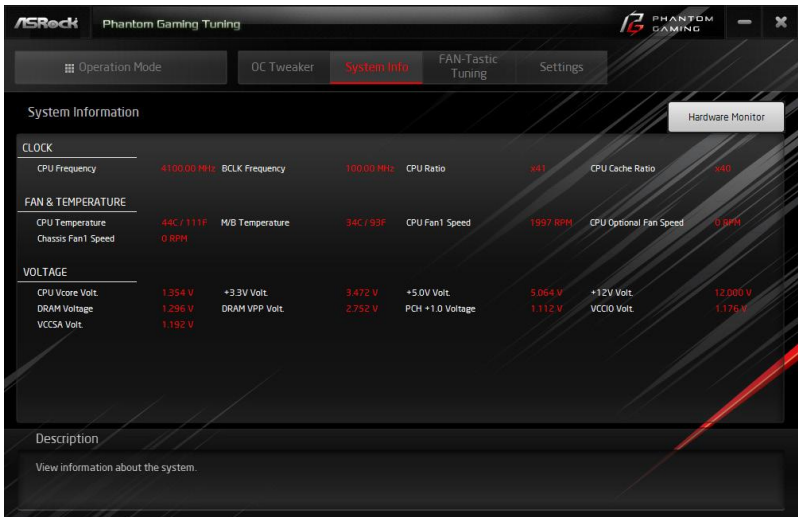 ASRock Phantom Gaming Tuning PHANTOM GAMING
Operation Mode OC Tweaker System Info FAN-Tastic Tuning Settings
System Information Hardware Monitor
CLOCK
CPU Frequency 4100.00 MHz BCLK Frequency 100.00 MHz CPU Ratio x41 CPU Cache Ratio x40
FAN & TEMPERATURE
CPU Temperature 44C / 111F M/B Temperature 34C / 93F CPU Fan1 Speed 1997 RPM CPU Optional Fan Speed 0 RPM
Chassis Fan1 Speed 0 RPM
VOLTAGE
CPU Vcore Volt. 1.354 V +3.3V Volt. 3.472 V +5.0V Volt. 5.064 V +12V Volt. 12.000 V
DRAM Voltage 1.296 V DRAM VPP Volt. 2.752 V PCH +1.0 Voltage 1.112 V VCCIO Volt. 1.176 V
VCCSA Volt. 1.192 V
Description
View information about the system.